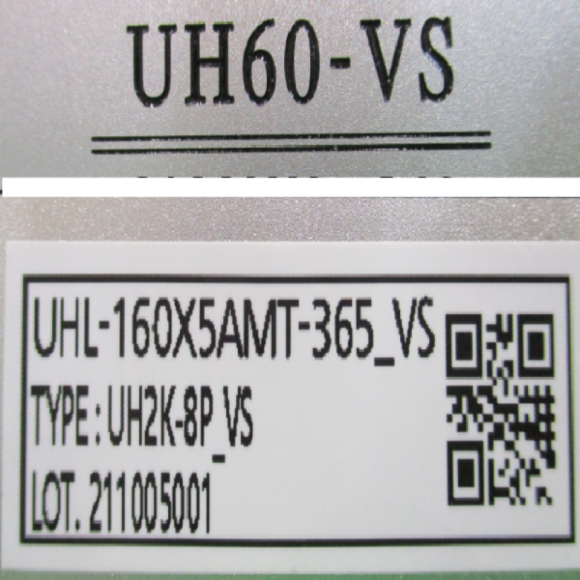 UH60-VS
UHL-160X5AMT-365_VS
TYPE : UH2K-8P_VS
LOT. 211005001